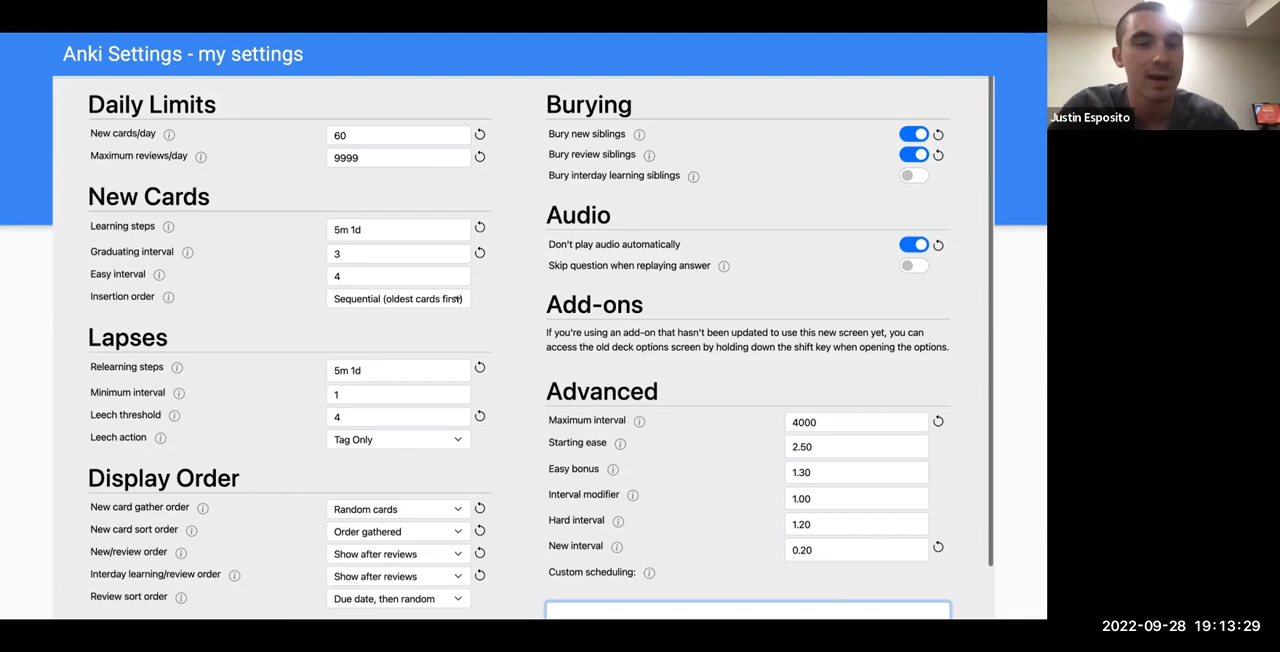 Anki Settings - my settings
Justin Esposito
Daily Limits
New cards/day
60
Maximum reviews/day
9999
New Cards
Learning steps
5m 1d
Graduating interval
3
Easy interval
4
Insertion order
Sequential (oldest cards first)
Lapses
Relearning steps
5m 1d
Minimum interval
1
Leech threshold
4
Leech action
Tag Only
Display Order
New card gather order
Random cards
New card sort order
Order gathered
New/review order
Show after reviews
Interday learning/review order
Show after reviews
Review sort order
Due date, then random
Burying
Bury new siblings
Bury review siblings
Bury interday learning siblings
Audio
Don't play audio automatically
Skip question when replaying answer
Add-ons
If you're using an add-on that hasn't been updated to use this new screen yet, you can
access the old deck options screen by holding down the shift key when opening the options.
Advanced
Maximum interval
4000
Starting ease
2.50
Easy bonus
1.30
Interval modifier
1.00
Hard interval
1.20
New interval
0.20
Custom scheduling:
2022-09-28 19:13:29